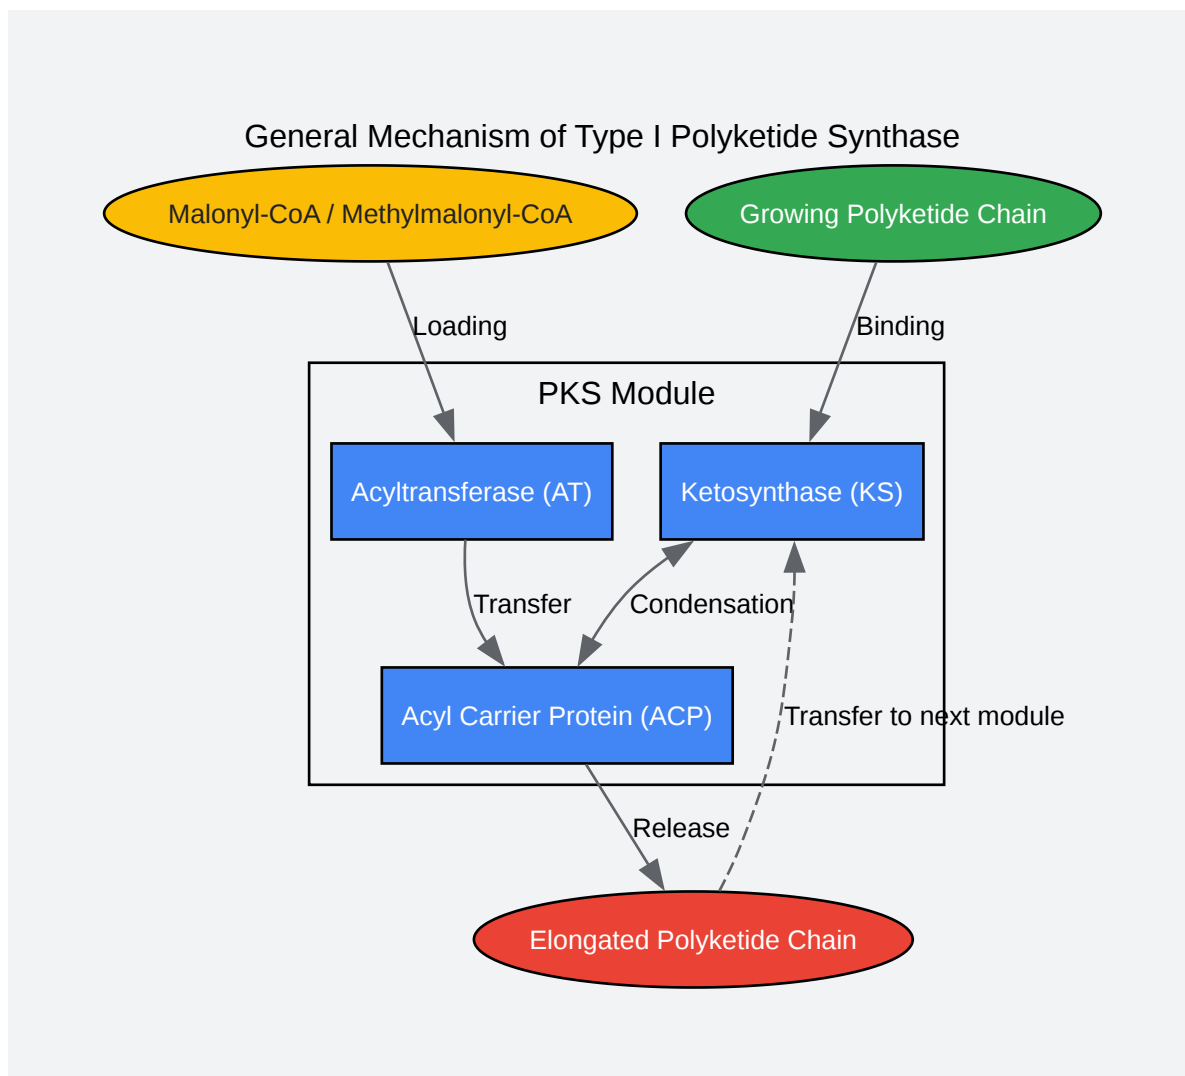 General Mechanism of Type I Polyketide Synthase
Malonyl-CoA / Methylmalonyl-CoA
Growing Polyketide Chain
Loading
Binding
PKS Module
Acyltransferase (AT)
Ketosynthase (KS)
Transfer
Condensation
Acyl Carrier Protein (ACP)
Transfer to next module
Release
Elongated Polyketide Chain